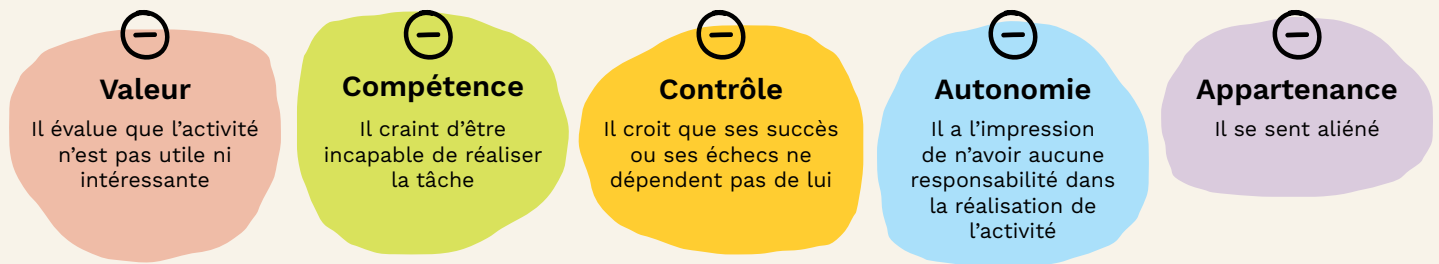 Valeur
Il évalue que l'activité
n'est pas utile ni
intéressante
Compétence
Il craint d'être
incapable de réaliser
la tâche
Contrôle
Il croit que ses succès
ou ses échecs ne
dépendent pas de lui
Autonomie
Il a l'impression
de n'avoir aucune
responsabilité dans
la réalisation de
l'activité
Appartenance
Il se sent aliéné